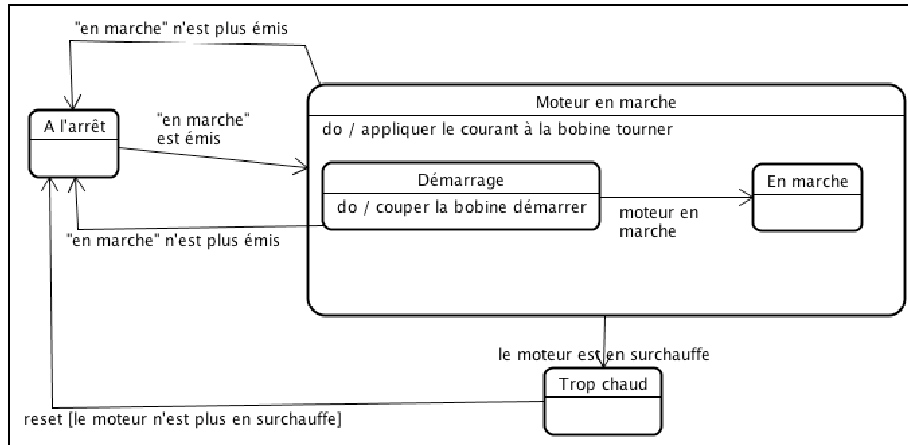 "en marche" n'est plus émis
Moteur en marche
do / appliquer le courant à la bobine tourner
A l'arrêt
"en marche"
est émis
Démarrage
do / couper la bobine démarrer
En marche
moteur en
marche
"en marche" n'est plus émis
le moteur est en surchauffe
Trop chaud
reset [le moteur n'est plus en surchauffe]